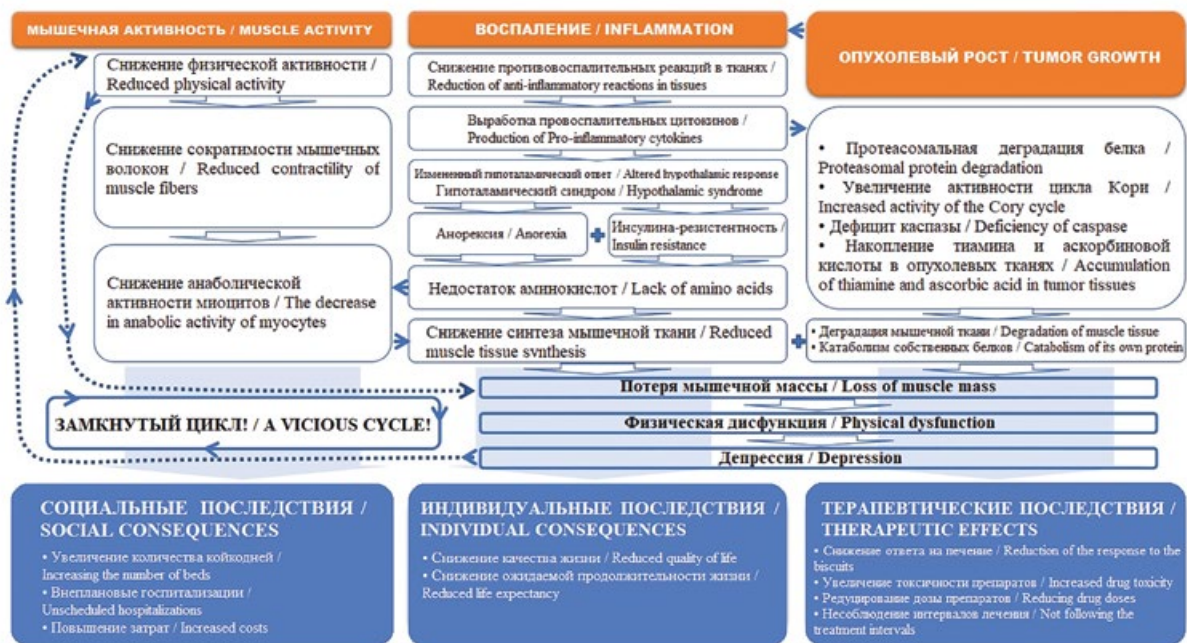 МЫШЕЧНАЯ АКТИВНОСТЬ / MUSCLE ACTIVITY
Снижение физической активности /
Reduced physical activity
Снижение сократимости мышечных
волокон / Reduced contractility of
muscle fibers
Снижение анаболической
активности миоцитов / The decrease
in anabolic activity of myocytes
ВОСПАЛЕНИЕ / INFLAMMATION
Снижение противовоспалительных реакций в тканях /
Reduction of anti-inflammatory reactions in tissues
Выработка провоспалительных цитокинов /
Production of Pro-inflammatory cytokines
Измененный гипоталамический ответ / Altered hypothalamic response
Гипоталамический синдром / Hypothalamic syndrome
Анорексия / Anorexia
Инсулина-резистентность /
Insulin resistance
Недостаток аминокислот / Lack of amino acids
Снижение синтеза мышечной ткани / Reduced
muscle tissue synthesis
ОПУХОЛЕВЫЙ РОСТ / TUMOR GROWTH
• Протеасомальная деградация белка /
Proteasomal protein degradation
• Увеличение активности цикла Кори /
Increased activity of the Cory cycle
• Дефицит каспазы / Deficiency of caspase
• Накопление тиамина и аскорбиновой
кислоты в опухолевых тканях / Accumulation
of thiamine and ascorbic acid in tumor tissues
• Деградация мышечной ткани / Degradation of muscle tissue
• Катаболизм собственных белков / Catabolism of its own protein
Потеря мышечной массы / Loss of muscle mass
ЗАМКНУТЫЙ ЦИКЛ! / A VICIOUS CYCLE!
Физическая дисфункция / Physical dysfunction
Депрессия / Depression
СОЦИАЛЬНЫЕ ПОСЛЕДСТВИЯ /
SOCIAL CONSEQUENCES
• Увеличение количества койкодней /
Increasing the number of beds
• Внеплановые госпитализации /
Unscheduled hospitalizations
• Повышение затрат / Increased costs
ИНДИВИДУАЛЬНЫЕ ПОСЛЕДСТВИЯ /
INDIVIDUAL CONSEQUENCES
• Снижение качества жизни / Reduced quality of life
• Снижение ожидаемой продолжительности жизни /
Reduced life expectancy
ТЕРАПЕВТИЧЕСКИЕ ПОСЛЕДСТВИЯ /
THERAPEUTIC EFFECTS
• Снижение ответа на печение / Reduction of the response to the
biscuits
• Увеличение токсичности препаратов / Increased drug toxicity
• Редуцирование дозы препаратов / Reducing drug doses
• Несоблюдение интервалов лечения / Not following the
treatment intervals